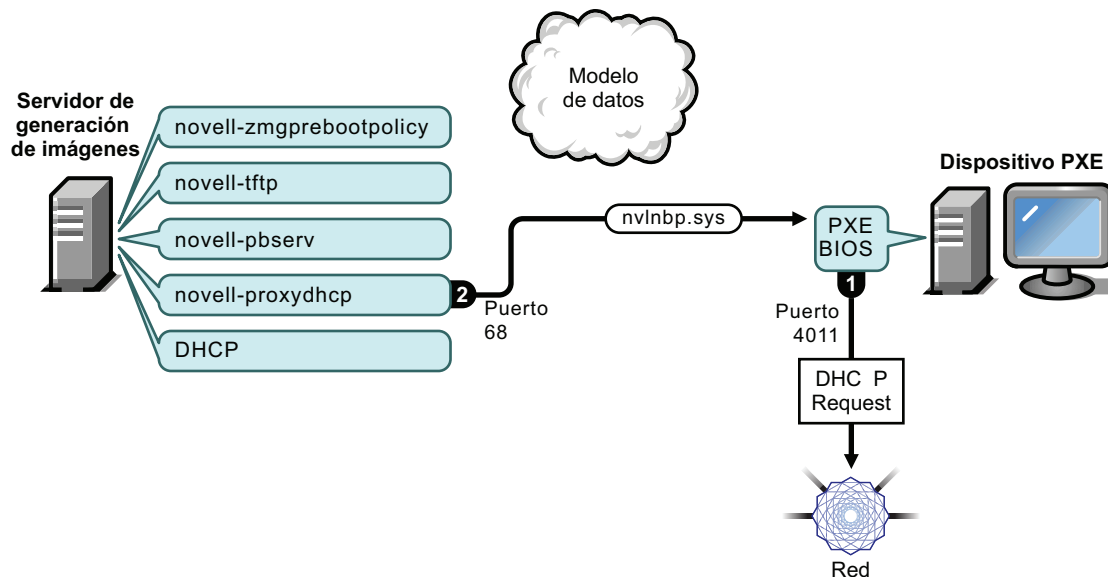 Modelo
de datos
Servidor de
generación
de imágenes
novell-zmgprebootpolicy
novell-tftp
novell-pbserv
novell-proxydhcp
DHCP
2
Puerto
68
nvlnbp.sys
Dispositivo PXE
PXE
BIOS
1
Puerto
4011
DHC P
Request
Red